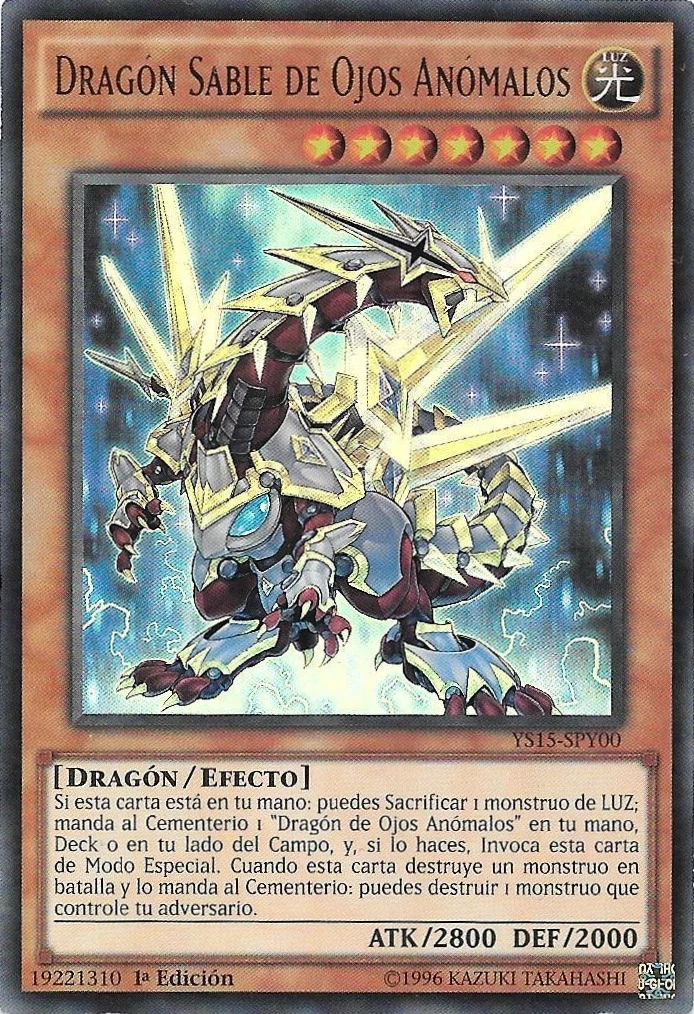 DRAGÓN SABLE DE OJOS ANÓMALOS
LUZ
光
YS15-SPY00
[DRAGÓN/EFECTO]
Si esta carta está en tu mano: puedes Sacrificar 1 monstruo de LUZ;
manda al Cementerio 1 "Dragón de Ojos Anómalos" en tu mano,
Deck o en tu lado del Campo, y, si lo haces, Invoca esta carta
de Modo Especial. Cuando esta carta destruye un monstruo en
batalla y lo manda al Cementerio: puedes destruir 1 monstruo que
controle tu adversario.
ATK/2800 DEF/2000
19221310 1ª Edición ©1996 KAZUKI TAKAHASHI